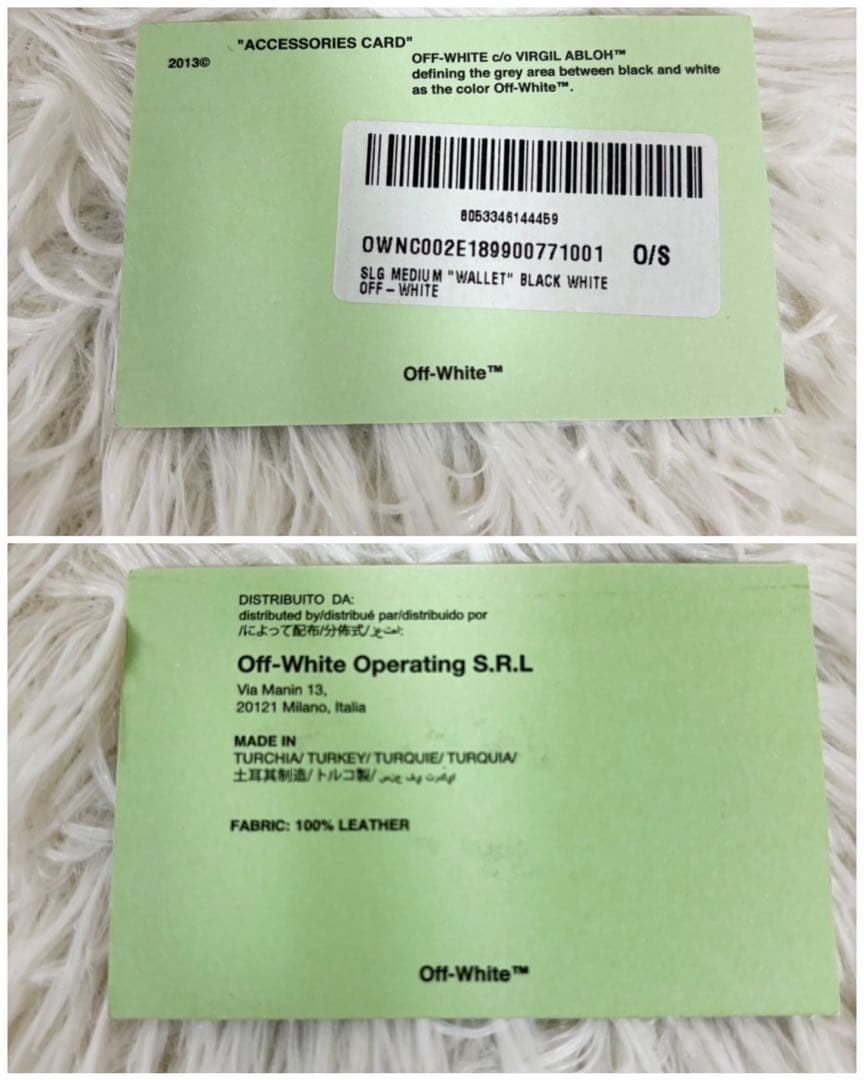 "ACCESSORIES CARD"
2013©
OFF-WHITE c/o VIRGIL ABLOH™
defining the grey area between black and white
as the color Off-White™.
8053346144459
OWNC002E189900771001 O/S
SLG MEDIUM "WALLET" BLACK WHITE
OFF-WHITE
Off-White™
DISTRIBUITO DA:
distributed by/distribué par/distribuido por
/によって配布/分佈式/
Off-White Operating S.R.L
Via Manin 13,
20121 Milano, Italia
MADE IN
TURCHIA/ TURKEY/ TURQUIE/ TURQUIA/
土耳其制造/トルコ製/
FABRIC: 100% LEATHER
Off-White™